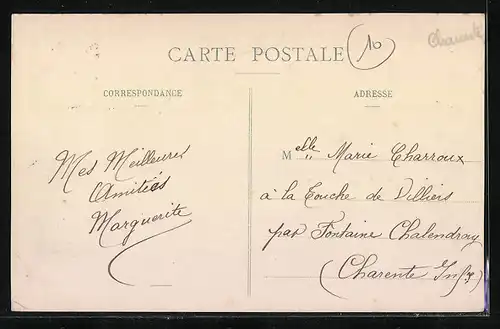 CARTE POSTALE
10
Charente
CORRESPONDANCE
ADRESSE
Mes Meilleures
Amitiés
Marguerite
Melle Marie Charroux
à la Touche de Villiers
par Fontaine Chalendray
(Charente Infre)